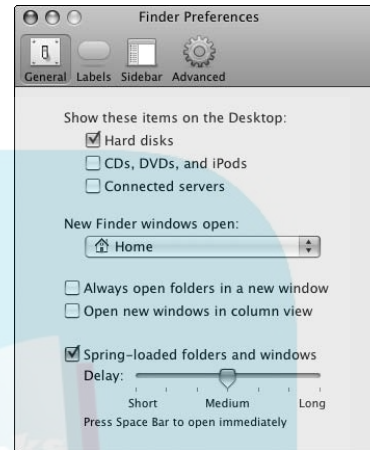 Finder Preferences
General Labels Sidebar Advanced
Show these items on the Desktop:
Hard disks
CDs, DVDs, and iPods
Connected servers
New Finder windows open:
Home
Always open folders in a new window
Open new windows in column view
Spring-loaded folders and windows
Delay:
Short Medium Long
Press Space Bar to open immediately